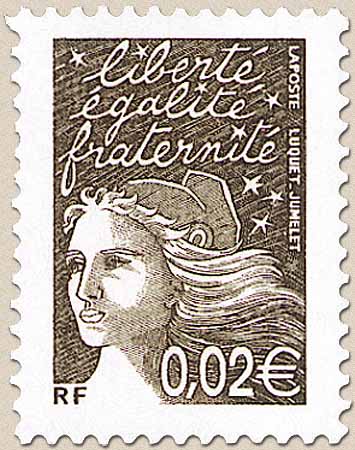 liberté
égalité
fraternité
LAPOSTE LUQUET-JUMELET
RF
0,02€